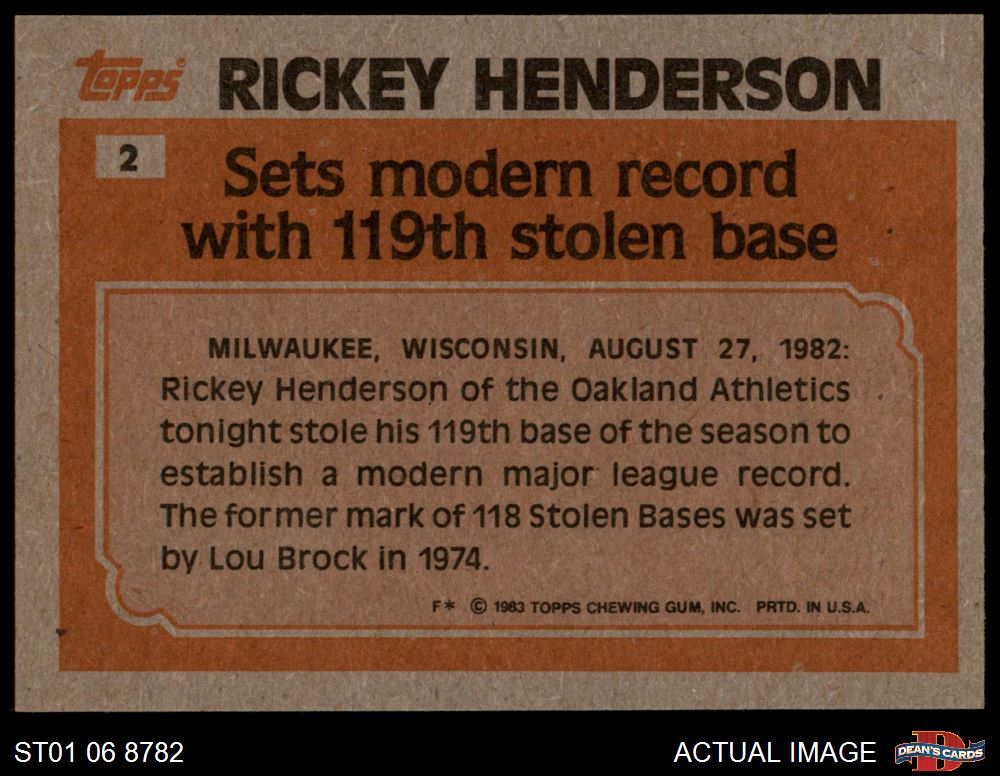 topps
RICKEY HENDERSON
2
Sets modern record
with 119th stolen base
MILWAUKEE, WISCONSIN, AUGUST 27, 1982:
Rickey Henderson of the Oakland Athletics
tonight stole his 119th base of the season to
establish a modern major league record.
The former mark of 118 Stolen Bases was set
by Lou Brock in 1974.
F* © 1983 TOPPS CHEWING GUM, INC. PRTD. IN U.S.A.
ST01 06 8782
ACTUAL IMAGE
D
DEAN'S CARDS